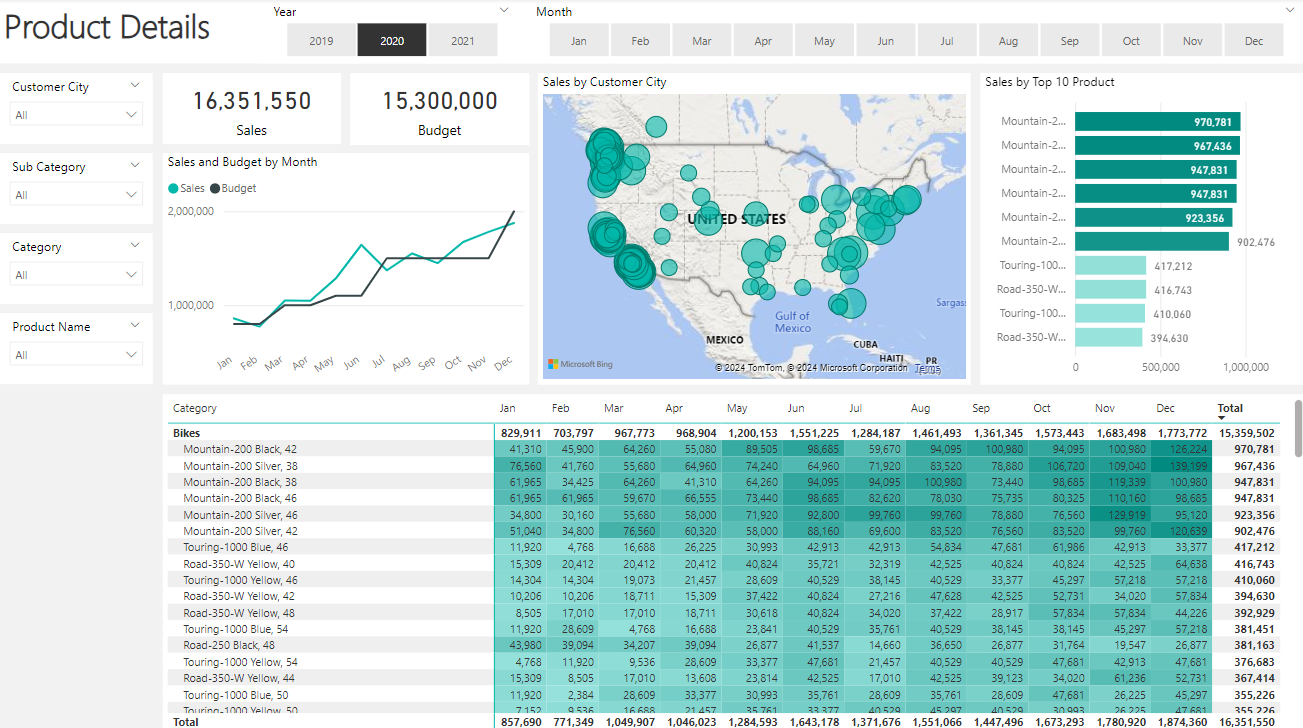 Product Details
Year
2019 2020 2021
Month
Jan Feb Mar Apr May Jun Jul Aug Sep Oct Nov Dec
Customer City
All
Sub Category
All
Category
All
Product Name
All
16,351,550
Sales
15,300,000
Budget
Sales and Budget by Month
Sales Budget
2,000,000
1,000,000
Jan Feb Mar Apr May Jun Jul Aug Sep Oct Nov Dec
Sales by Customer City
UNITED STATES
Sargass
Gulf of
Mexico
MEXICO
CUBA
HAITI PR
Microsoft Bing
© 2024 TomTom, © 2024 Microsoft Corporation Terms
Sales by Top 10 Product
Mountain-2... 970,781
Mountain-2... 967,436
Mountain-2... 947,831
Mountain-2... 947,831
Mountain-2... 923,356
Mountain-2... 902,476
Touring-100... 417,212
Road-350-W... 416,743
Touring-100... 410,060
Road-350-W... 394,630
0 500,000 1,000,000
Category Jan Feb Mar Apr May Jun Jul Aug Sep Oct Nov Dec Total
Bikes 829,911 703,797 967,773 968,904 1,200,153 1,551,225 1,284,187 1,461,493 1,361,345 1,573,443 1,683,498 1,773,772 15,359,502
Mountain-200 Black, 42 41,310 45,900 64,260 55,080 89,505 98,685 59,670 94,095 100,980 94,095 100,980 126,224 970,781
Mountain-200 Silver, 38 76,560 41,760 55,680 64,960 74,240 64,960 71,920 83,520 78,880 106,720 109,040 139,199 967,436
Mountain-200 Black, 38 61,965 34,425 64,260 41,310 64,260 94,095 94,095 100,980 73,440 98,685 119,339 100,980 947,831
Mountain-200 Black, 46 61,965 61,965 59,670 66,555 73,440 98,685 82,620 78,030 75,735 80,325 110,160 98,685 947,831
Mountain-200 Silver, 46 34,800 30,160 55,680 58,000 71,920 92,800 99,760 99,760 78,880 76,560 129,919 95,120 923,356
Mountain-200 Silver, 42 51,040 34,800 76,560 60,320 58,000 88,160 69,600 83,520 76,560 83,520 99,760 120,639 902,476
Touring-1000 Blue, 46 11,920 4,768 16,688 26,225 30,993 42,913 42,913 54,834 47,681 61,986 42,913 33,377 417,212
Road-350-W Yellow, 40 15,309 20,412 20,412 20,412 40,824 35,721 32,319 42,525 40,824 40,824 42,525 64,638 416,743
Touring-1000 Yellow, 46 14,304 14,304 19,073 21,457 28,609 40,529 38,145 40,529 33,377 45,297 57,218 57,218 410,060
Road-350-W Yellow, 42 10,206 10,206 18,711 15,309 37,422 40,824 27,216 47,628 42,525 52,731 34,020 57,834 394,630
Road-350-W Yellow, 48 8,505 17,010 17,010 18,711 30,618 40,824 34,020 37,422 28,917 57,834 57,834 44,226 392,929
Touring-1000 Blue, 54 11,920 28,609 4,768 16,688 23,841 40,529 35,761 40,529 38,145 38,145 45,297 57,218 381,451
Road-250 Black, 48 43,980 39,094 34,207 39,094 26,877 41,537 14,660 36,650 26,877 31,764 19,547 26,877 381,163
Touring-1000 Yellow, 54 4,768 11,920 9,536 28,609 33,377 47,681 21,457 40,529 40,529 47,681 42,913 47,681 376,683
Road-350-W Yellow, 44 15,309 8,505 17,010 13,608 23,814 42,525 17,010 42,525 39,123 34,020 61,236 52,731 367,414
Touring-1000 Blue, 50 11,920 2,384 28,609 33,377 30,993 35,761 28,609 35,761 28,609 47,681 26,225 45,297 355,226
Touring-1000 Yellow, 50 7,152 9,536 16,688 21,457 35,761 33,377 40,529 45,297 40,529 30,993 26,225 47,681 355,226
Total 857,690 771,349 1,049,907 1,046,023 1,284,593 1,643,178 1,371,676 1,551,066 1,447,496 1,673,293 1,780,920 1,874,360 16,351,550